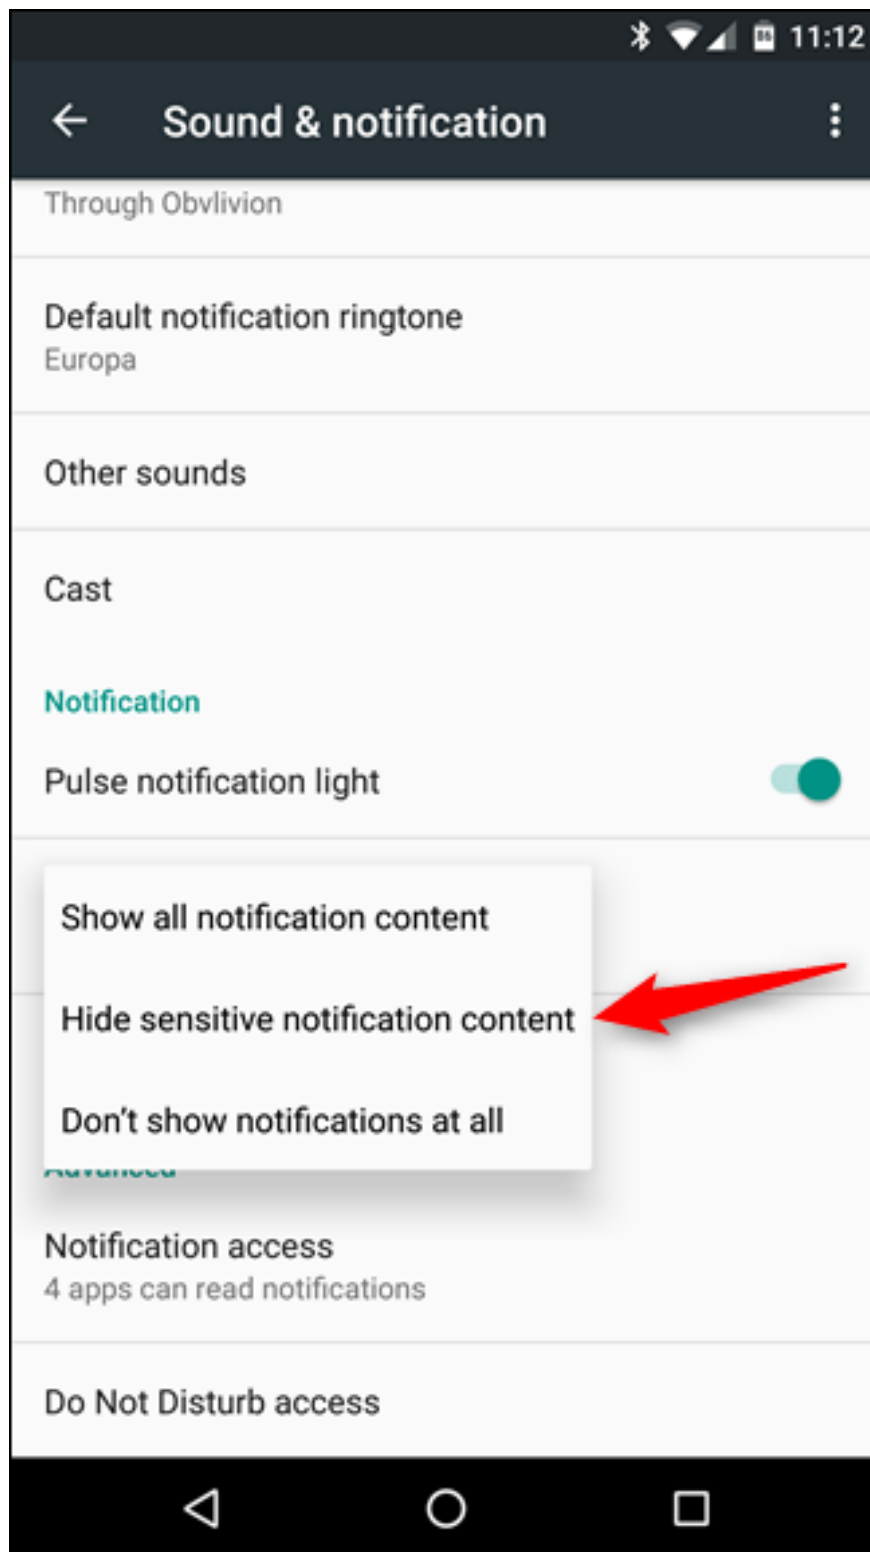 11:12
Sound & notification
Through Obvlivion
Default notification ringtone
Europa
Other sounds
Cast
Notification
Pulse notification light
Show all notification content
Hide sensitive notification content
Don't show notifications at all
Advanced
Notification access
4 apps can read notifications
Do Not Disturb access